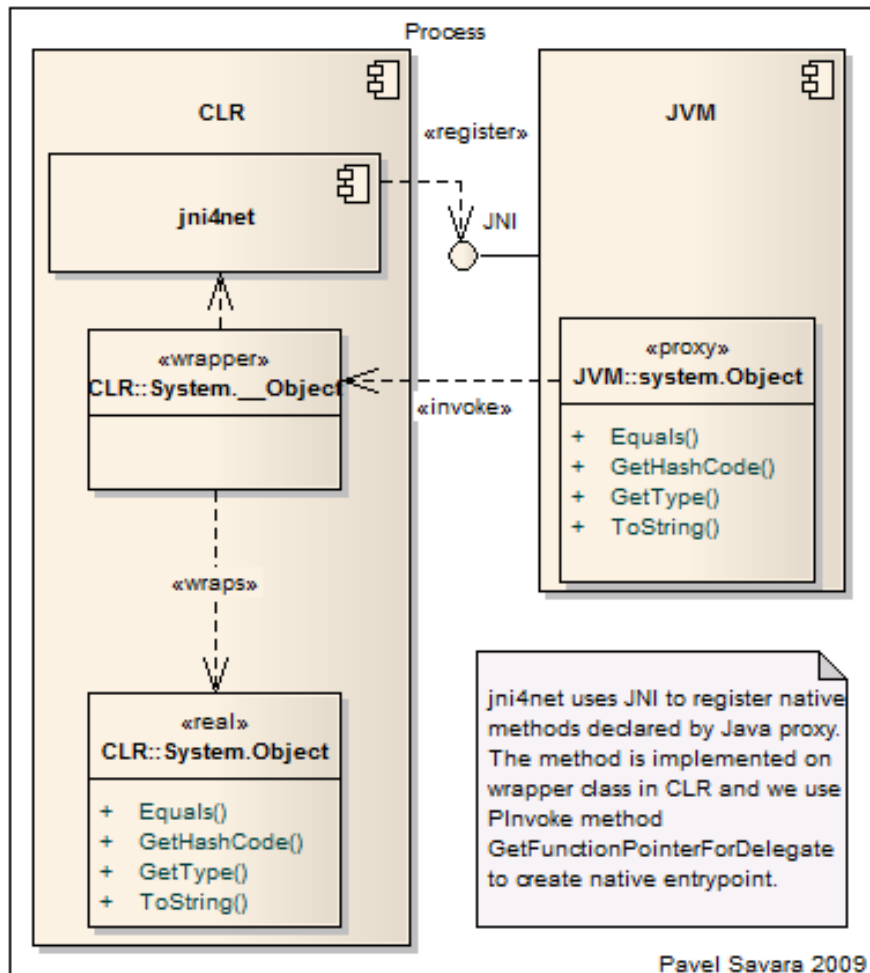 Process
CLR
JVM
«register»
jni4net
JNI
«wrapper»
CLR::System.__Object
«proxy»
JVM::system.Object
«invoke»
+ Equals()
+ GetHashCode()
+ GetType()
+ ToString()
«wraps»
«real»
CLR::System.Object
+ Equals()
+ GetHashCode()
+ GetType()
+ ToString()
jni4net uses JNI to register native
methods declared by Java proxy.
The method is implemented on
wrapper class in CLR and we use
PInvoke method
GetFunctionPointerForDelegate
to create native entrypoint.
Pavel Savara 2009